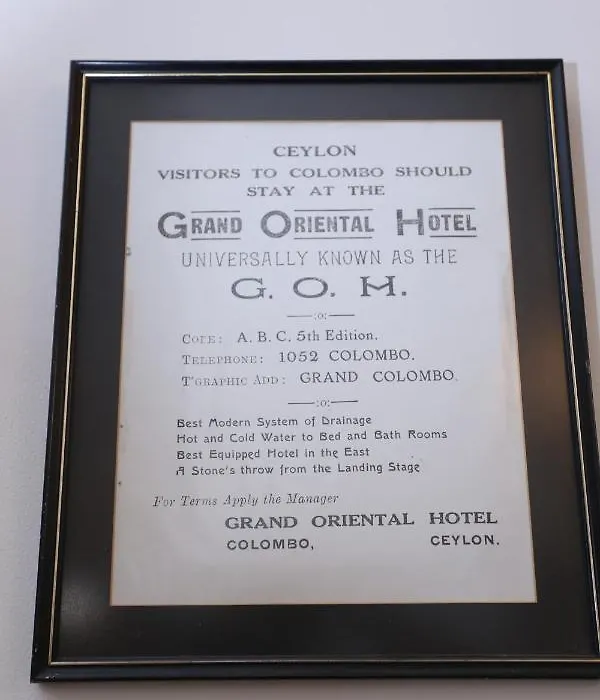 CEYLON
VISITORS TO COLOMBO SHOULD
STAY AT THE
GRAND ORIENTAL HOTEL
UNIVERSALLY KNOWN AS THE
G. O. H.
—:o:—
CODE: A. B. C. 5th Edition.
TELEPHONE: 1052 COLOMBO.
T'GRAPHIC ADD: GRAND COLOMBO.
—:o:—
Best Modern System of Drainage
Hot and Cold Water to Bed and Bath Rooms
Best Equipped Hotel in the East
A Stone's throw from the Landing Stage
For Terms Apply the Manager
GRAND ORIENTAL HOTEL
COLOMBO, CEYLON.